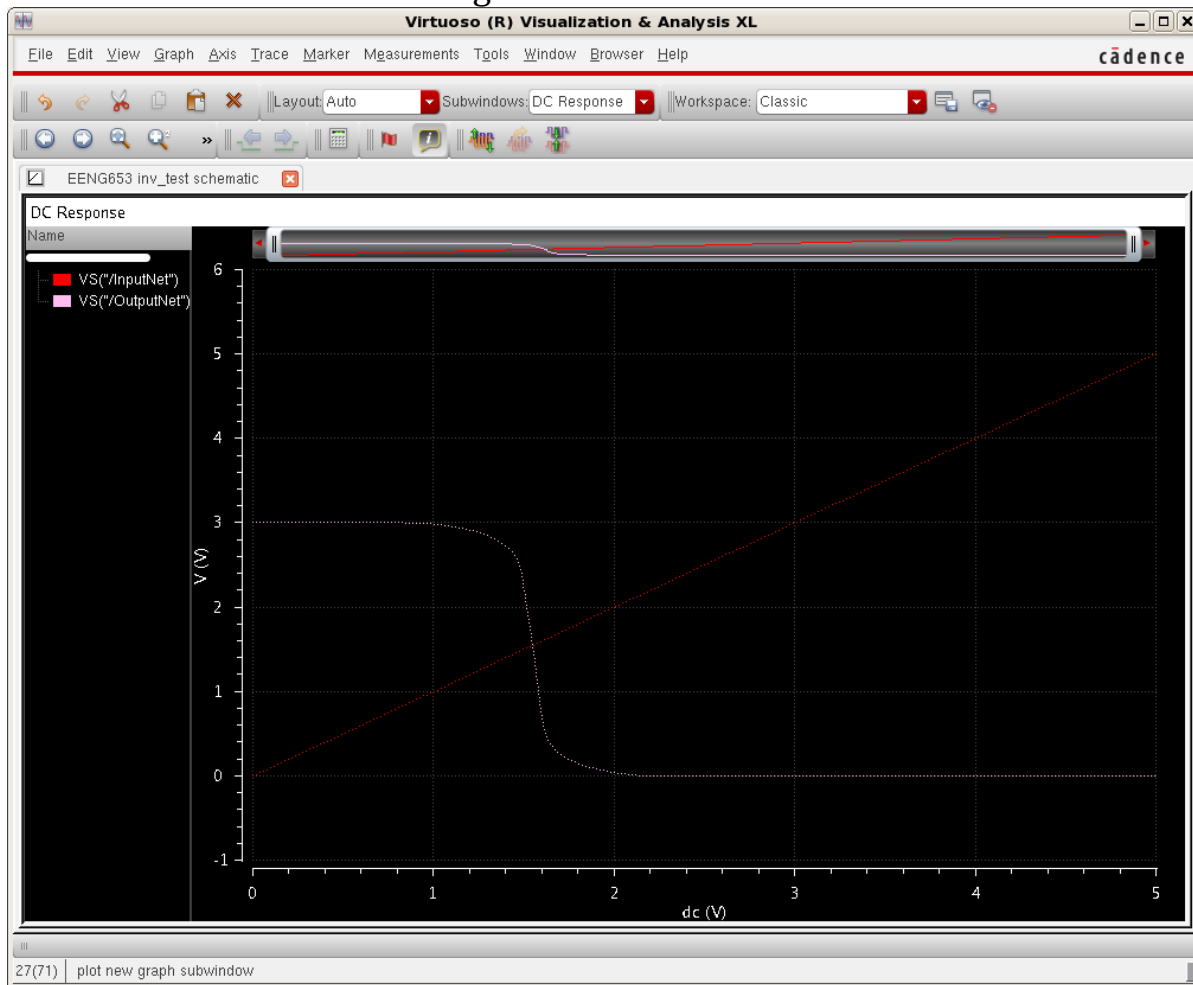 Virtuoso (R) Visualization & Analysis XL
File Edit View Graph Axis Trace Marker Measurements Tools Window Browser Help cādence
Layout: Auto Subwindows: DC Response Workspace: Classic
»
EENG653 inv_test schematic
DC Response
Name
VS("/InputNet")
VS("/OutputNet")
6
5
4
3
2
1
0
-1
V (V)
0 1 2 3 4 5
dc (V)
27(71) plot new graph subwindow